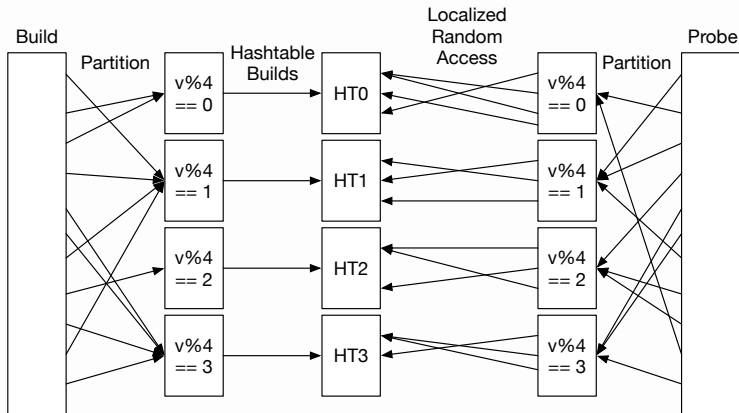 Build
Partition
Hashtable
Builds
Localized
Random
Access
Partition
Probe
v%4
== 0
HT0
v%4
== 0
v%4
== 1
HT1
v%4
== 1
v%4
== 2
HT2
v%4
== 2
v%4
== 3
HT3
v%4
== 3